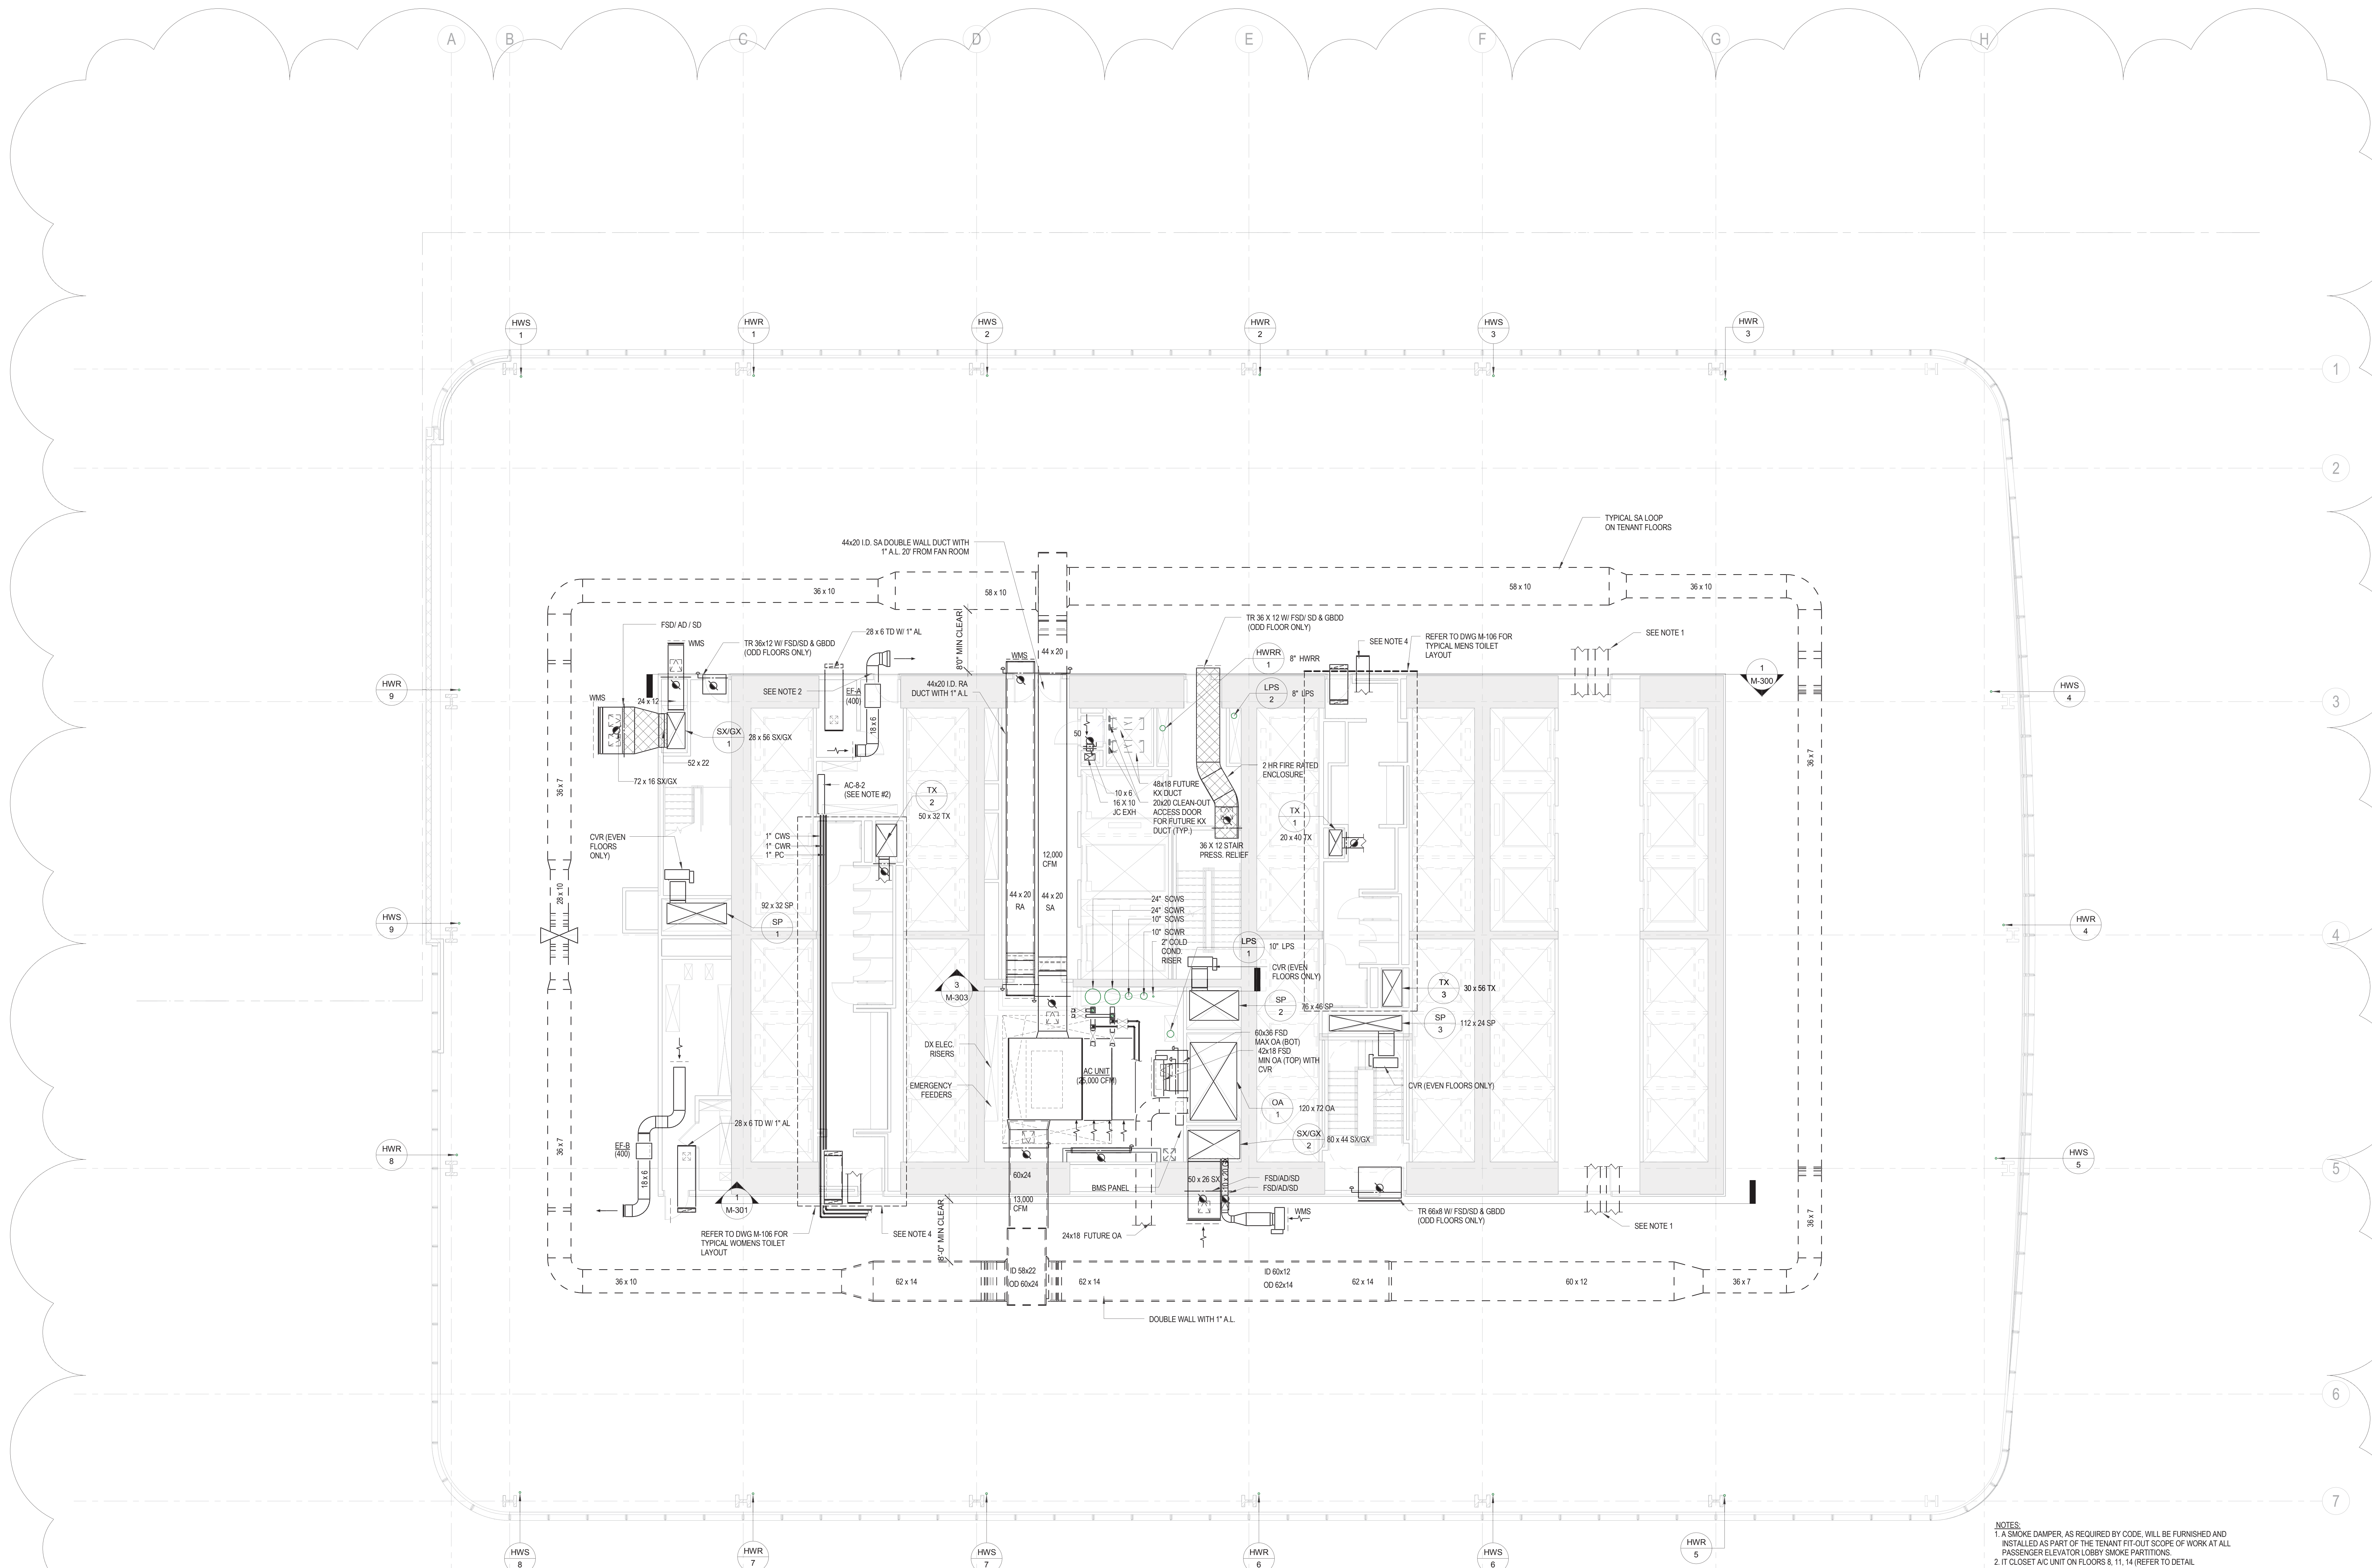 A
B
C
D
E
F
G
H
HWS
1
HWR
1
HWS
2
HWR
2
HWS
3
HWR
3
1
2
TYPICAL SA LOOP
ON TENANT FLOORS
44x20 I.D. SA DOUBLE WALL DUCT WITH
1" A.L. 20' FROM FAN ROOM
36 x 10
58 x 10
58 x 10
36 x 10
8'0" MIN CLEAR
FSD/ AD / SD
WMS
TR 36x12 W/ FSD/SD & GBDD
(ODD FLOORS ONLY)
28 x 6 TD W/ 1" AL
WMS
44 x 20
TR 36 X 12 W/ FSD/ SD & GBDD
(ODD FLOOR ONLY)
HWRR
1
8" HWRR
SEE NOTE 4
REFER TO DWG M-106 FOR
TYPICAL MENS TOILET
LAYOUT
SEE NOTE 1
1
M-300
HWR
9
WMS
24 x 12
SEE NOTE 2
EF-A
(400)
44x20 I.D. RA
DUCT WITH 1" A.L
LPS
2
8" LPS
HWS
4
3
SX/GX
1
28 x 56 SX/GX
18 x 6
50
52 x 22
72 x 16 SX/GX
36 x 7
AC-8-2
(SEE NOTE #2)
TX
2
50 x 32 TX
10 x 6
16 X 10
JC EXH
48x18 FUTURE
KX DUCT
20x20 CLEAN-OUT
ACCESS DOOR
FOR FUTURE KX
DUCT (TYP.)
2 HR FIRE RATED
ENCLOSURE
TX
1
20 x 40 TX
36 x 7
CVR (EVEN
FLOORS
ONLY)
1" CWS
1" CWR
1" PC
12,000
CFM
36 X 12 STAIR
PRESS. RELIEF
28 x 10
44 x 20
RA
44 x 20
SA
HWS
9
92 x 32 SP
SP
1
24" SCWS
24" SCWR
10" SCWS
10" SCWR
2" COLD
COND.
RISER
LPS
1
10" LPS
CVR (EVEN
FLOORS ONLY)
HWR
4
4
3
M-303
SP
2
76 x 46 SP
TX
3
30 x 56 TX
SP
3
112 x 24 SP
DX ELEC.
RISERS
60x36 FSD
MAX OA (BOT)
42x18 FSD
MIN OA (TOP) WITH
CVR
EMERGENCY
FEEDERS
AC UNIT
(25,000 CFM)
CVR (EVEN FLOORS ONLY)
OA
1
120 x 72 OA
28 x 6 TD W/ 1" AL
EF-B
(400)
SX/GX
2
80 x 44 SX/GX
HWR
8
36 x 7
HWS
5
5
18 x 6
60x24
13,000
CFM
BMS PANEL
50 x 26 SX
10 x 20 GX
FSD/AD/SD
FSD/AD/SD
1
M-301
WMS
TR 66x8 W/ FSD/SD & GBDD
(ODD FLOORS ONLY)
SEE NOTE 1
36 x 7
REFER TO DWG M-106 FOR
TYPICAL WOMENS TOILET
LAYOUT
SEE NOTE 4
8'-0" MIN CLEAR
24x18 FUTURE OA
36 x 10
62 x 14
ID 58x22
OD 60x24
62 x 14
ID 60x12
OD 62x14
62 x 14
60 x 12
36 x 7
DOUBLE WALL WITH 1" A.L.
6
7
HWS
8
HWR
7
HWS
7
HWR
6
HWS
6
HWR
5
NOTES:
1. A SMOKE DAMPER, AS REQUIRED BY CODE, WILL BE FURNISHED AND
INSTALLED AS PART OF THE TENANT FIT-OUT SCOPE OF WORK AT ALL
PASSENGER ELEVATOR LOBBY SMOKE PARTITIONS.
2. IT CLOSET A/C UNIT ON FLOORS 8, 11, 14 (REFER TO DETAIL